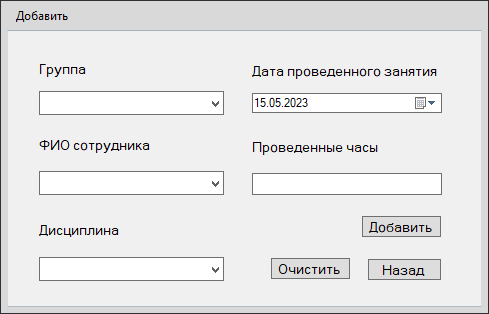 Добавить
Группа
Дата проведенного занятия
15.05.2023
ФИО сотрудника
Проведенные часы
Дисциплина
Добавить
Очистить
Назад